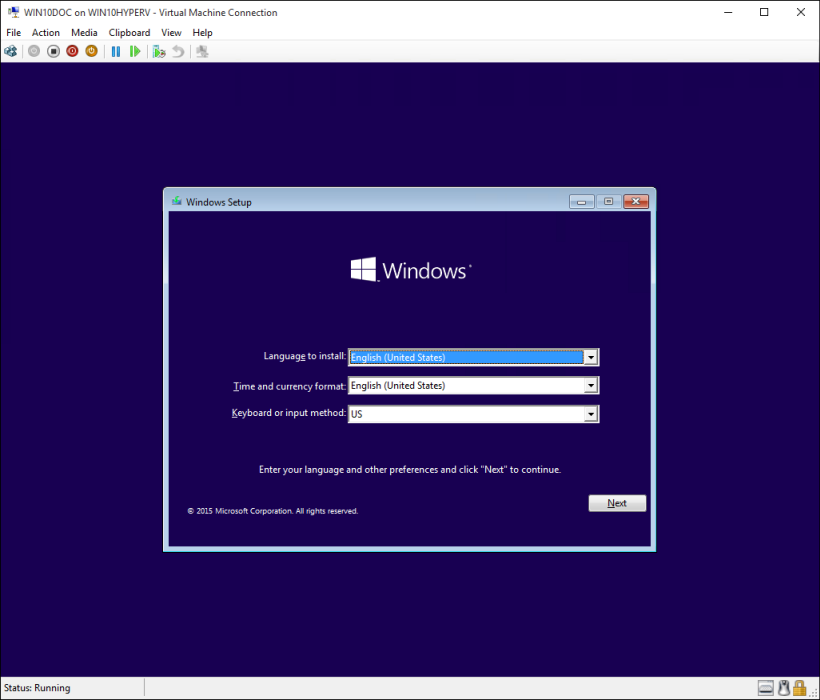 WIN10DOC on WIN10HYPERV - Virtual Machine Connection
File Action Media Clipboard View Help
Windows Setup
Windows
Language to install: English (United States)
Time and currency format: English (United States)
Keyboard or input method: US
Enter your language and other preferences and click "Next" to continue.
Next
© 2015 Microsoft Corporation. All rights reserved.
Status: Running